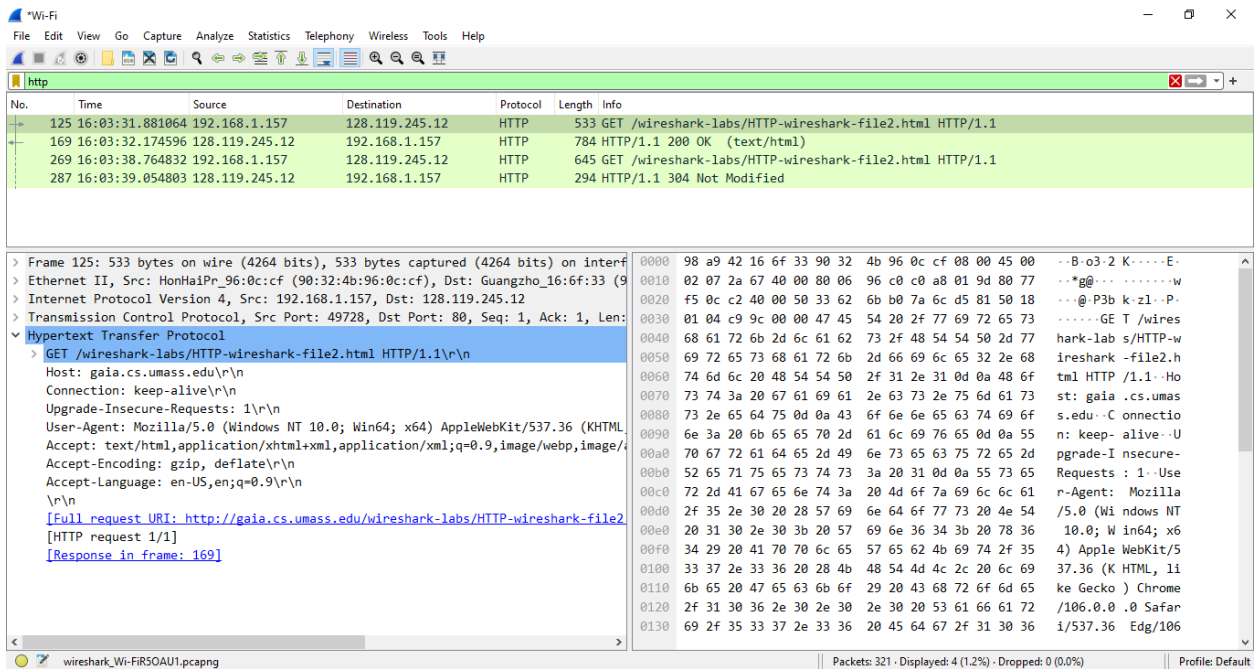 *Wi-Fi
File Edit View Go Capture Analyze Statistics Telephony Wireless Tools Help
http
No. Time Source Destination Protocol Length Info
125 16:03:31.881064 192.168.1.157 128.119.245.12 HTTP 533 GET /wireshark-labs/HTTP-wireshark-file2.html HTTP/1.1
169 16:03:32.174596 128.119.245.12 192.168.1.157 HTTP 784 HTTP/1.1 200 OK (text/html)
269 16:03:38.764832 192.168.1.157 128.119.245.12 HTTP 645 GET /wireshark-labs/HTTP-wireshark-file2.html HTTP/1.1
287 16:03:39.054803 128.119.245.12 192.168.1.157 HTTP 294 HTTP/1.1 304 Not Modified
Frame 125: 533 bytes on wire (4264 bits), 533 bytes captured (4264 bits) on interf
Ethernet II, Src: HonHaiPr_96:0c:cf (90:32:4b:96:0c:cf), Dst: Guangzho_16:6f:33 (9
Internet Protocol Version 4, Src: 192.168.1.157, Dst: 128.119.245.12
Transmission Control Protocol, Src Port: 49728, Dst Port: 80, Seq: 1, Ack: 1, Len:
Hypertext Transfer Protocol
GET /wireshark-labs/HTTP-wireshark-file2.html HTTP/1.1\r\n
Host: gaia.cs.umass.edu\r\n
Connection: keep-alive\r\n
Upgrade-Insecure-Requests: 1\r\n
User-Agent: Mozilla/5.0 (Windows NT 10.0; Win64; x64) AppleWebKit/537.36 (KHTML,
Accept: text/html,application/xhtml+xml,application/xml;q=0.9,image/webp,image/a
Accept-Encoding: gzip, deflate\r\n
Accept-Language: en-US,en;q=0.9\r\n
\r\n
[Full request URI: http://gaia.cs.umass.edu/wireshark-labs/HTTP-wireshark-file2
[HTTP request 1/1]
[Response in frame: 169]
0000 98 a9 42 16 6f 33 90 32 4b 96 0c cf 08 00 45 00 ··B·o3·2 K·····E·
0010 02 07 2a 67 40 00 80 06 96 c0 c0 a8 01 9d 80 77 ··*g@··· ·······w
0020 f5 0c c2 40 00 50 33 62 6b b0 7a 6c d5 81 50 18 ···@·P3b k·zl··P·
0030 01 04 c9 9c 00 00 47 45 54 20 2f 77 69 72 65 73 ······GE T /wires
0040 68 61 72 6b 2d 6c 61 62 73 2f 48 54 54 50 2d 77 hark-lab s/HTTP-w
0050 69 72 65 73 68 61 72 6b 2d 66 69 6c 65 32 2e 68 ireshark -file2.h
0060 74 6d 6c 20 48 54 54 50 2f 31 2e 31 0d 0a 48 6f tml HTTP /1.1··Ho
0070 73 74 3a 20 67 61 69 61 2e 63 73 2e 75 6d 61 73 st: gaia .cs.umas
0080 73 2e 65 64 75 0d 0a 43 6f 6e 6e 65 63 74 69 6f s.edu··C onnectio
0090 6e 3a 20 6b 65 65 70 2d 61 6c 69 76 65 0d 0a 55 n: keep- alive··U
00a0 70 67 72 61 64 65 2d 49 6e 73 65 63 75 72 65 2d pgrade-I nsecure-
00b0 52 65 71 75 65 73 74 73 3a 20 31 0d 0a 55 73 65 Requests : 1··Use
00c0 72 2d 41 67 65 6e 74 3a 20 4d 6f 7a 69 6c 6c 61 r-Agent: Mozilla
00d0 2f 35 2e 30 20 28 57 69 6e 64 6f 77 73 20 4e 54 /5.0 (Wi ndows NT
00e0 20 31 30 2e 30 3b 20 57 69 6e 36 34 3b 20 78 36 10.0; W in64; x6
00f0 34 29 20 41 70 70 6c 65 57 65 62 4b 69 74 2f 35 4) Apple WebKit/5
0100 33 37 2e 33 36 20 28 4b 48 54 4d 4c 2c 20 6c 69 37.36 (K HTML, li
0110 6b 65 20 47 65 63 6b 6f 29 20 43 68 72 6f 6d 65 ke Gecko ) Chrome
0120 2f 31 30 36 2e 30 2e 30 2e 30 20 53 61 66 61 72 /106.0.0 .0 Safar
0130 69 2f 35 33 37 2e 33 36 20 45 64 67 2f 31 30 36 i/537.36 Edg/106
wireshark_Wi-FiR5OAU1.pcapng Packets: 321 · Displayed: 4 (1.2%) · Dropped: 0 (0.0%) Profile: Default